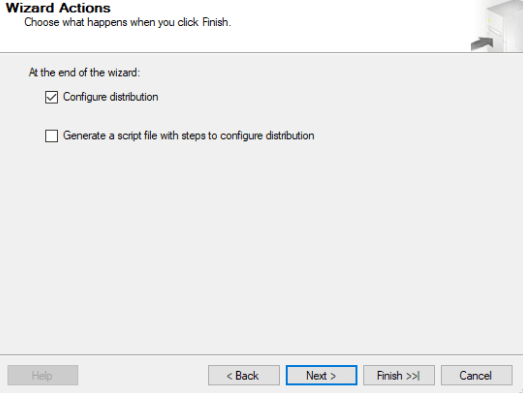 Wizard Actions
Choose what happens when you click Finish.
At the end of the wizard:
Configure distribution
Generate a script file with steps to configure distribution
Help
< Back
Next >
Finish >>|
Cancel